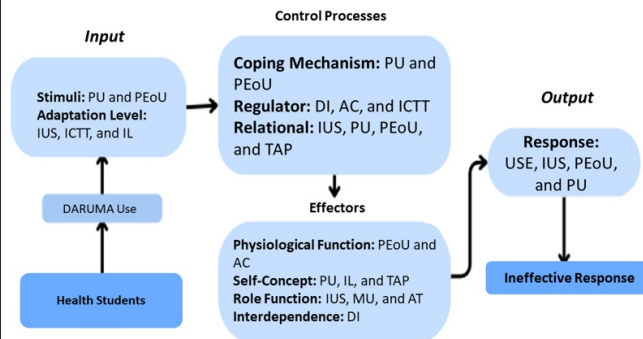 Input
Stimuli: PU and PEoU
Adaptation Level:
IUS, ICTT, and IL
DARUMA Use
Health Students
Control Processes
Coping Mechanism: PU and
PEoU
Regulator: DI, AC, and ICTT
Relational: IUS, PU, PEoU,
and TAP
Effectors
Physiological Function: PEoU and
AC
Self-Concept: PU, IL, and TAP
Role Function: IUS, MU, and AT
Interdependence: DI
Output
Response:
USE, IUS, PEoU,
and PU
Ineffective Response